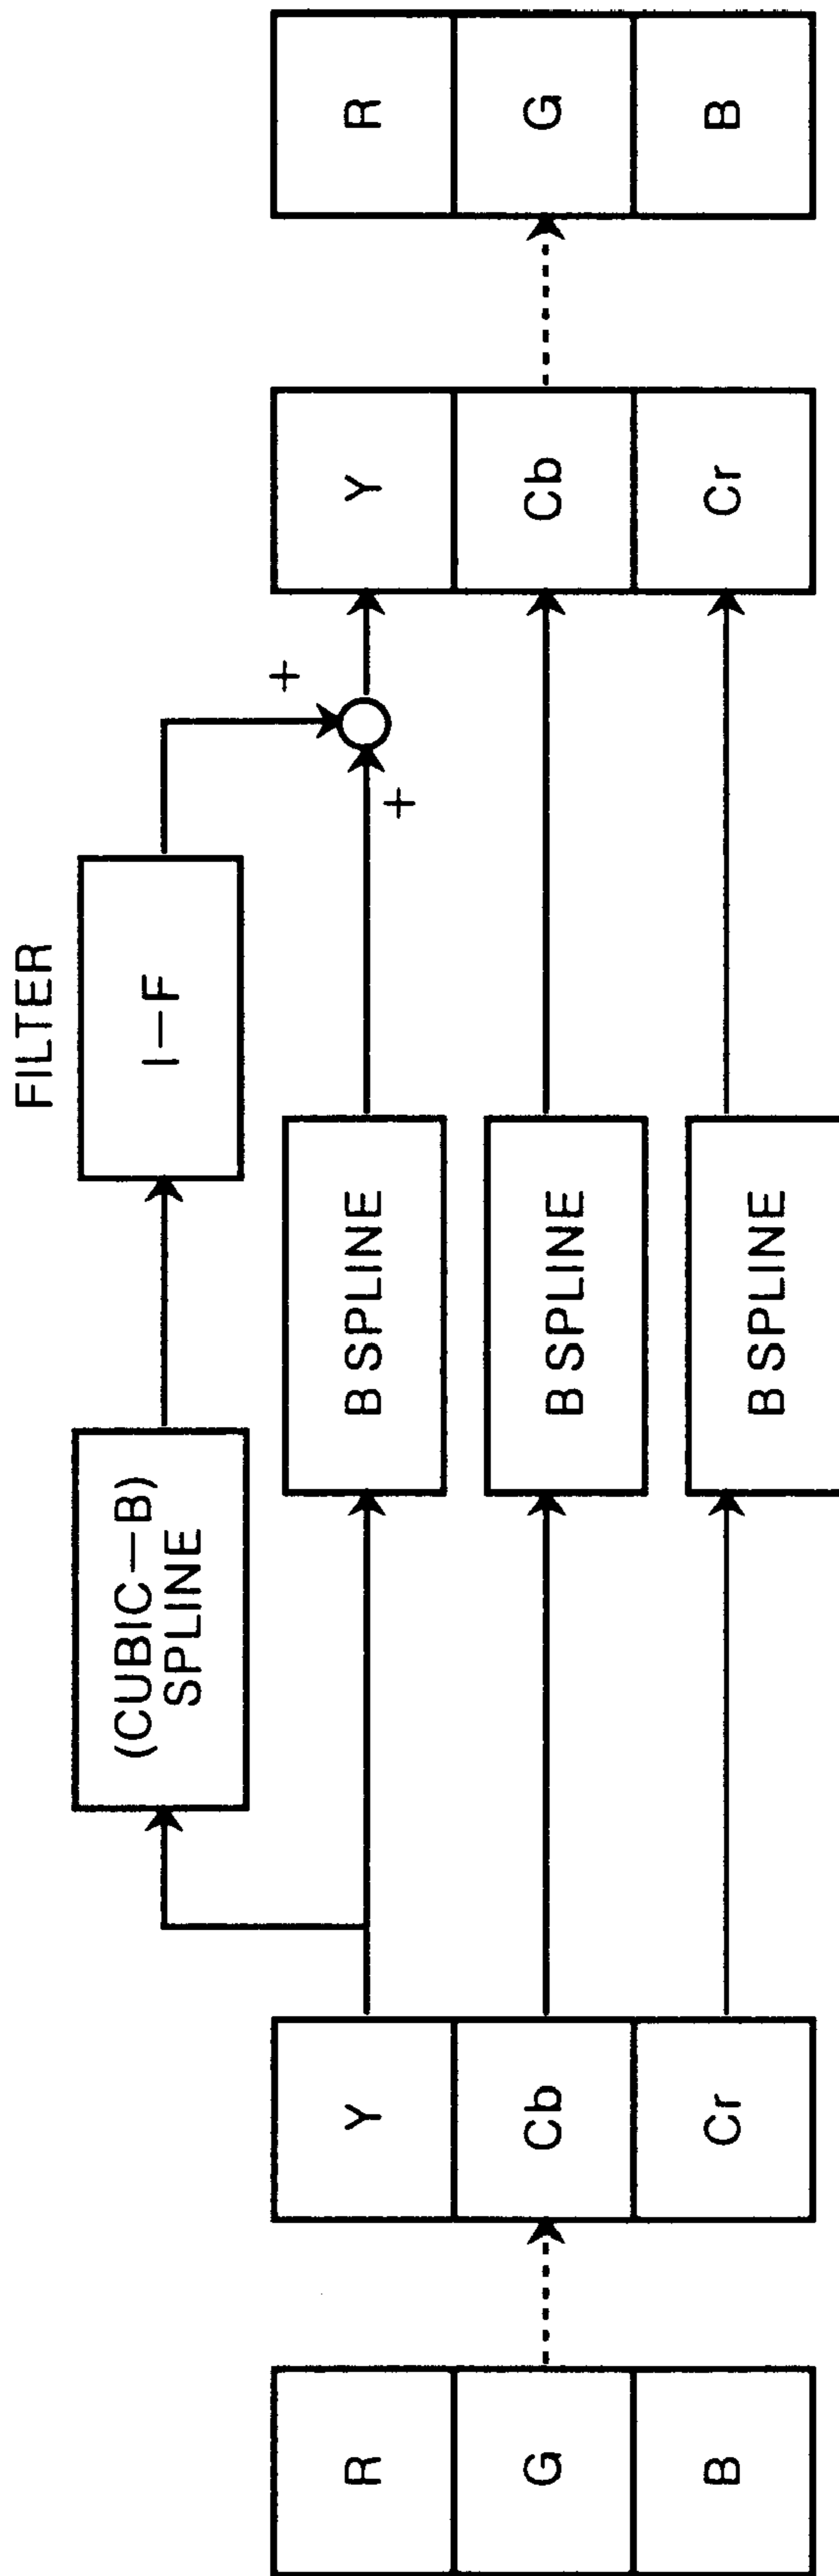 R
G
B
Y
Cb
Cr
(CUBIC—B)
SPLINE
B SPLINE
B SPLINE
B SPLINE
FILTER
I—F
+
+
Y
Cb
Cr
R
G
B